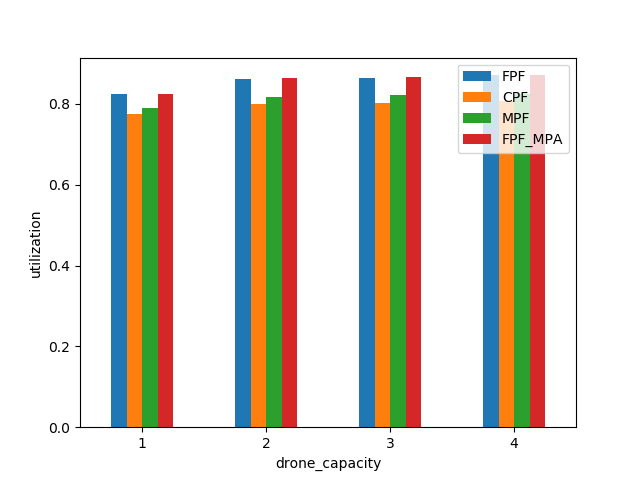 FPF
CPF
MPF
FPF_MPA
0.8
0.6
0.4
0.2
0.0
utilization
1 2 3 4
drone_capacity